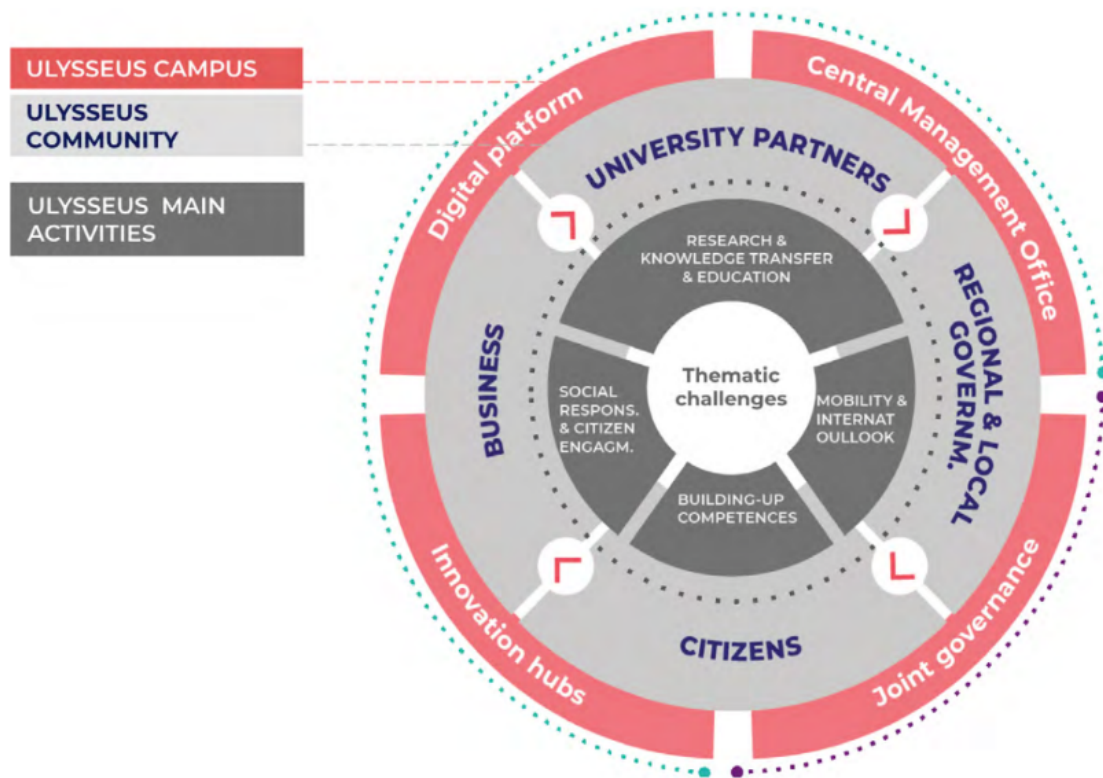 ULYSSEUS CAMPUS
ULYSSEUS
COMMUNITY
ULYSSEUS MAIN
ACTIVITIES
Digital platform
Central Management Office
UNIVERSITY PARTNERS
RESEARCH &
KNOWLEDGE TRANSFER
& EDUCATION
BUSINESS
REGIONAL & LOCAL
GOVERNM.
Thematic
challenges
SOCIAL
RESPONS.
& CITIZEN
ENGAGM.
MOBILITY &
INTERNAT
OULLOOK
BUILDING-UP
COMPETENCES
CITIZENS
Innovation hubs
Joint governance